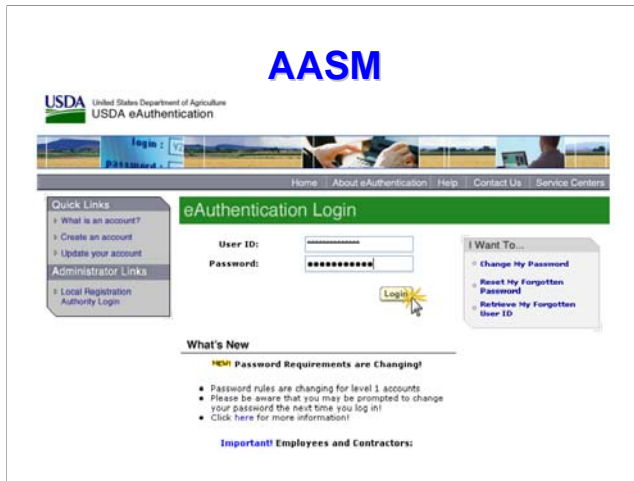 AASM
USDA United States Department of Agriculture
USDA eAuthentication
login :
password :
Home About eAuthentication Help Contact Us Service Centers
Quick Links
What is an account?
Create an account
Update your account
Administrator Links
Local Registration
Authority Login
eAuthentication Login
User ID:
Password:
Login
I Want To...
Change My Password
Reset My Forgotten
Password
Retrieve My Forgotten
User ID
What's New
NEW! Password Requirements are Changing!
Password rules are changing for level 1 accounts
Please be aware that you may be prompted to change
your password the next time you log in!
Click here for more information!
Important! Employees and Contractors: